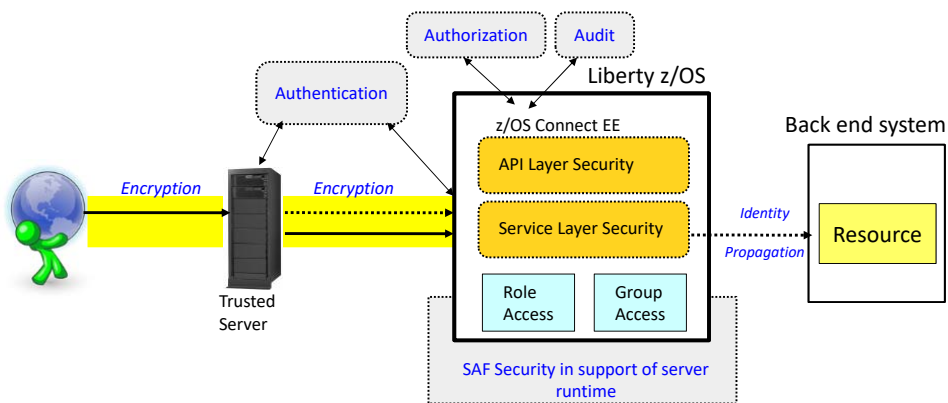 Authorization
Audit
Liberty z/OS
Authentication
z/OS Connect EE
Back end system
API Layer Security
Encryption
Encryption
Service Layer Security
Identity
Propagation
Resource
Trusted
Server
Role
Access
Group
Access
SAF Security in support of server
runtime